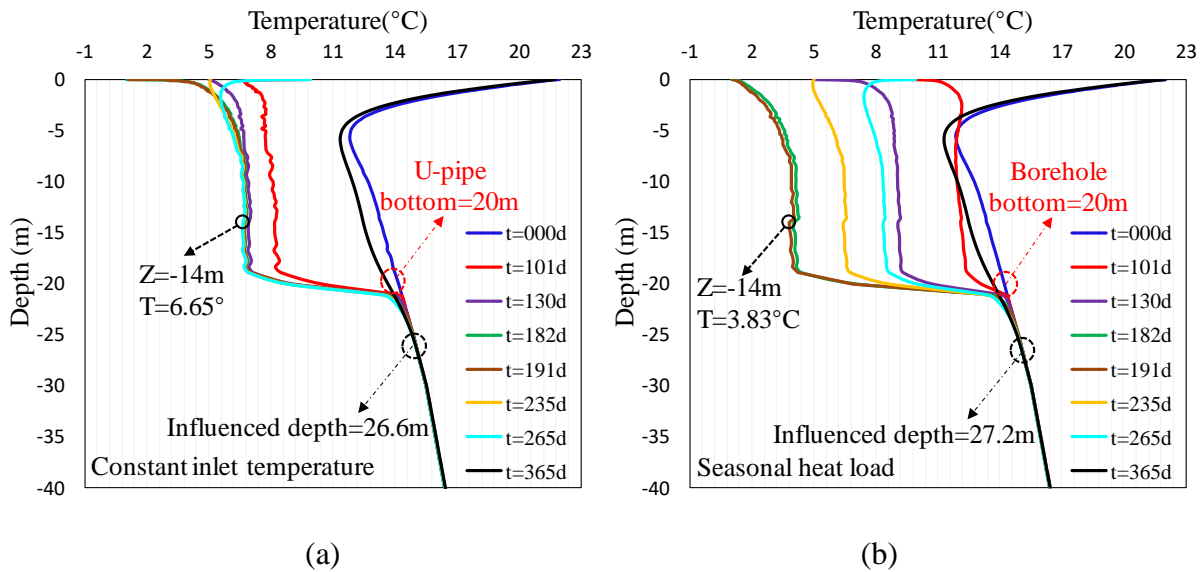 Temperature(°C)
-1 2 5 8 11 14 17 20 23
Depth (m)
0
-5
-10
-15
-20
-25
-30
-35
-40
U-pipe
bottom=20m
Z=-14m
T=6.65°
Influenced depth=26.6m
Constant inlet temperature
t=000d
t=101d
t=130d
t=182d
t=191d
t=235d
t=265d
t=365d
(a)
Temperature(°C)
-1 2 5 8 11 14 17 20 23
Depth (m)
0
-5
-10
-15
-20
-25
-30
-35
-40
Borehole
bottom=20m
Z=-14m
T=3.83°C
Influenced depth=27.2m
Seasonal heat load
t=000d
t=101d
t=130d
t=182d
t=191d
t=235d
t=265d
t=365d
(b)